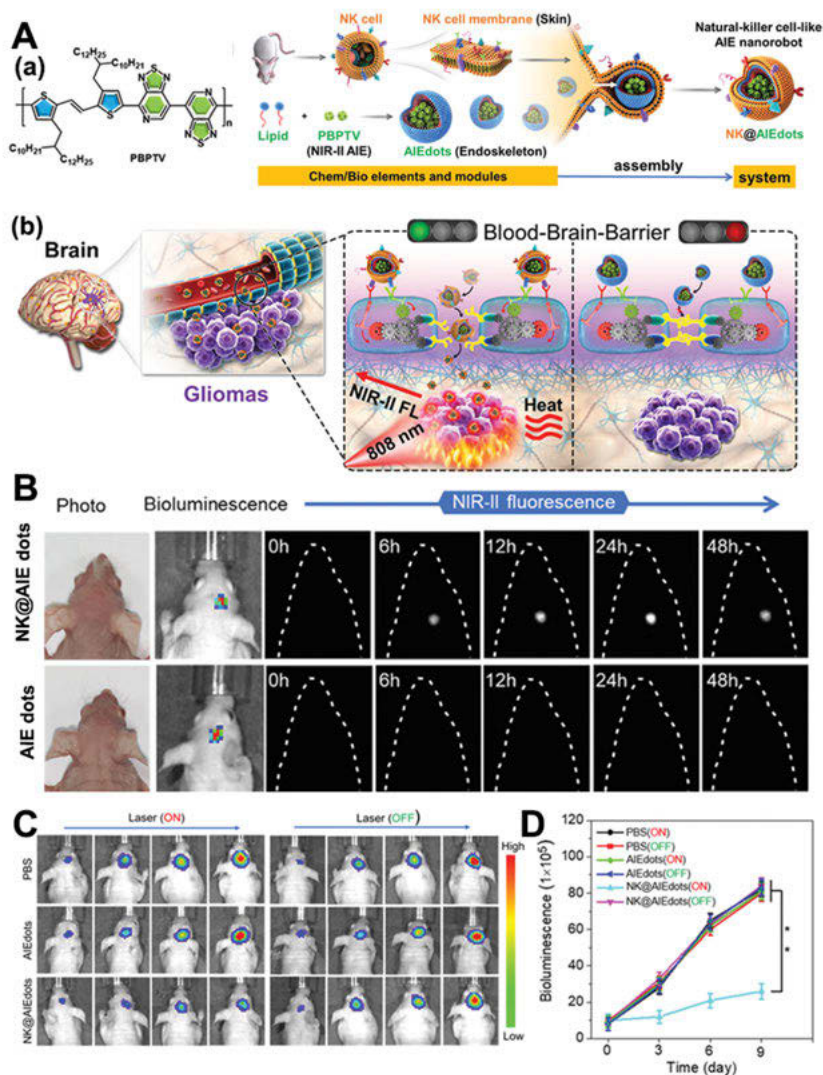 A
(a)
C₁₂H₂₅
C₁₀H₂₁
S
N
N
n
C₁₀H₂₁
C₁₂H₂₅
PBPTV
NK cell
NK cell membrane (Skin)
Natural-killer cell-like
AIE nanorobot
Lipid + PBPTV
(NIR-II AIE)
AIEdots (Endoskeleton)
NK@AIEdots
Chem/Bio elements and modules
assembly
system
(b)
Brain
Gliomas
Blood-Brain-Barrier
NIR-II FL
808 nm
Heat
B
Photo Bioluminescence NIR-II fluorescence
NK@AIE dots
0h 6h 12h 24h 48h
AIE dots
0h 6h 12h 24h 48h
C
Laser (ON) Laser (OFF)
PBS
AIEdots
NK@AIEdots
High
Low
D
Bioluminescence (1×10⁵)
120
100
80
60
40
20
0
PBS(ON)
PBS(OFF)
AIEdots(ON)
AIEdots(OFF)
NK@AIEdots(ON)
NK@AIEdots(OFF)
* *
0 3 6 9
Time (day)